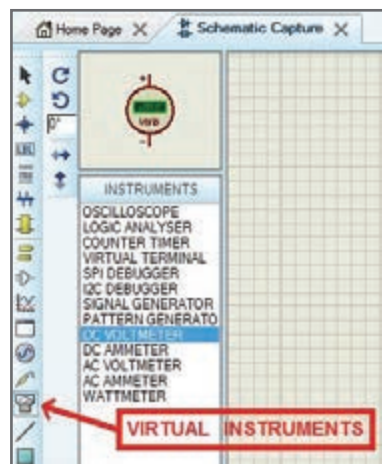 Home Page
Schematic Capture
LBL
0°
INSTRUMENTS
OSCILLOSCOPE
LOGIC ANALYSER
COUNTER TIMER
VIRTUAL TERMINAL
SPI DEBUGGER
I2C DEBUGGER
SIGNAL GENERATOR
PATTERN GENERATO
DC VOLTMETER
DC AMMETER
AC VOLTMETER
AC AMMETER
WATTMETER
VIRTUAL INSTRUMENTS